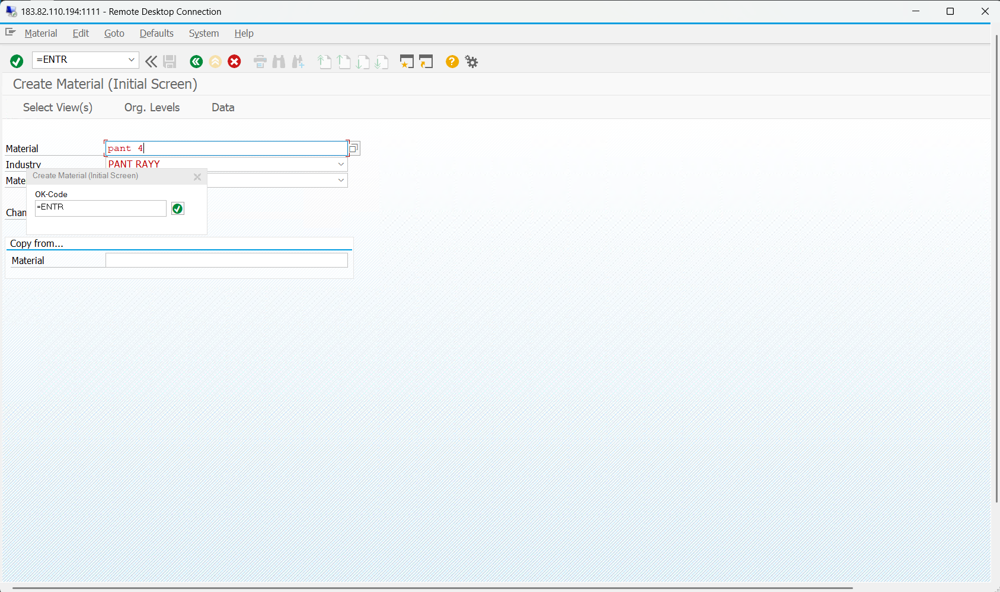 183.82.110.194:1111 - Remote Desktop Connection
Material Edit Goto Defaults System Help
=ENTR
Create Material (Initial Screen)
Select View(s) Org. Levels Data
Material pant 4
Industry PANT RAYY
Mate
Create Material (Initial Screen)
OK-Code
=ENTR
Chan
Copy from...
Material